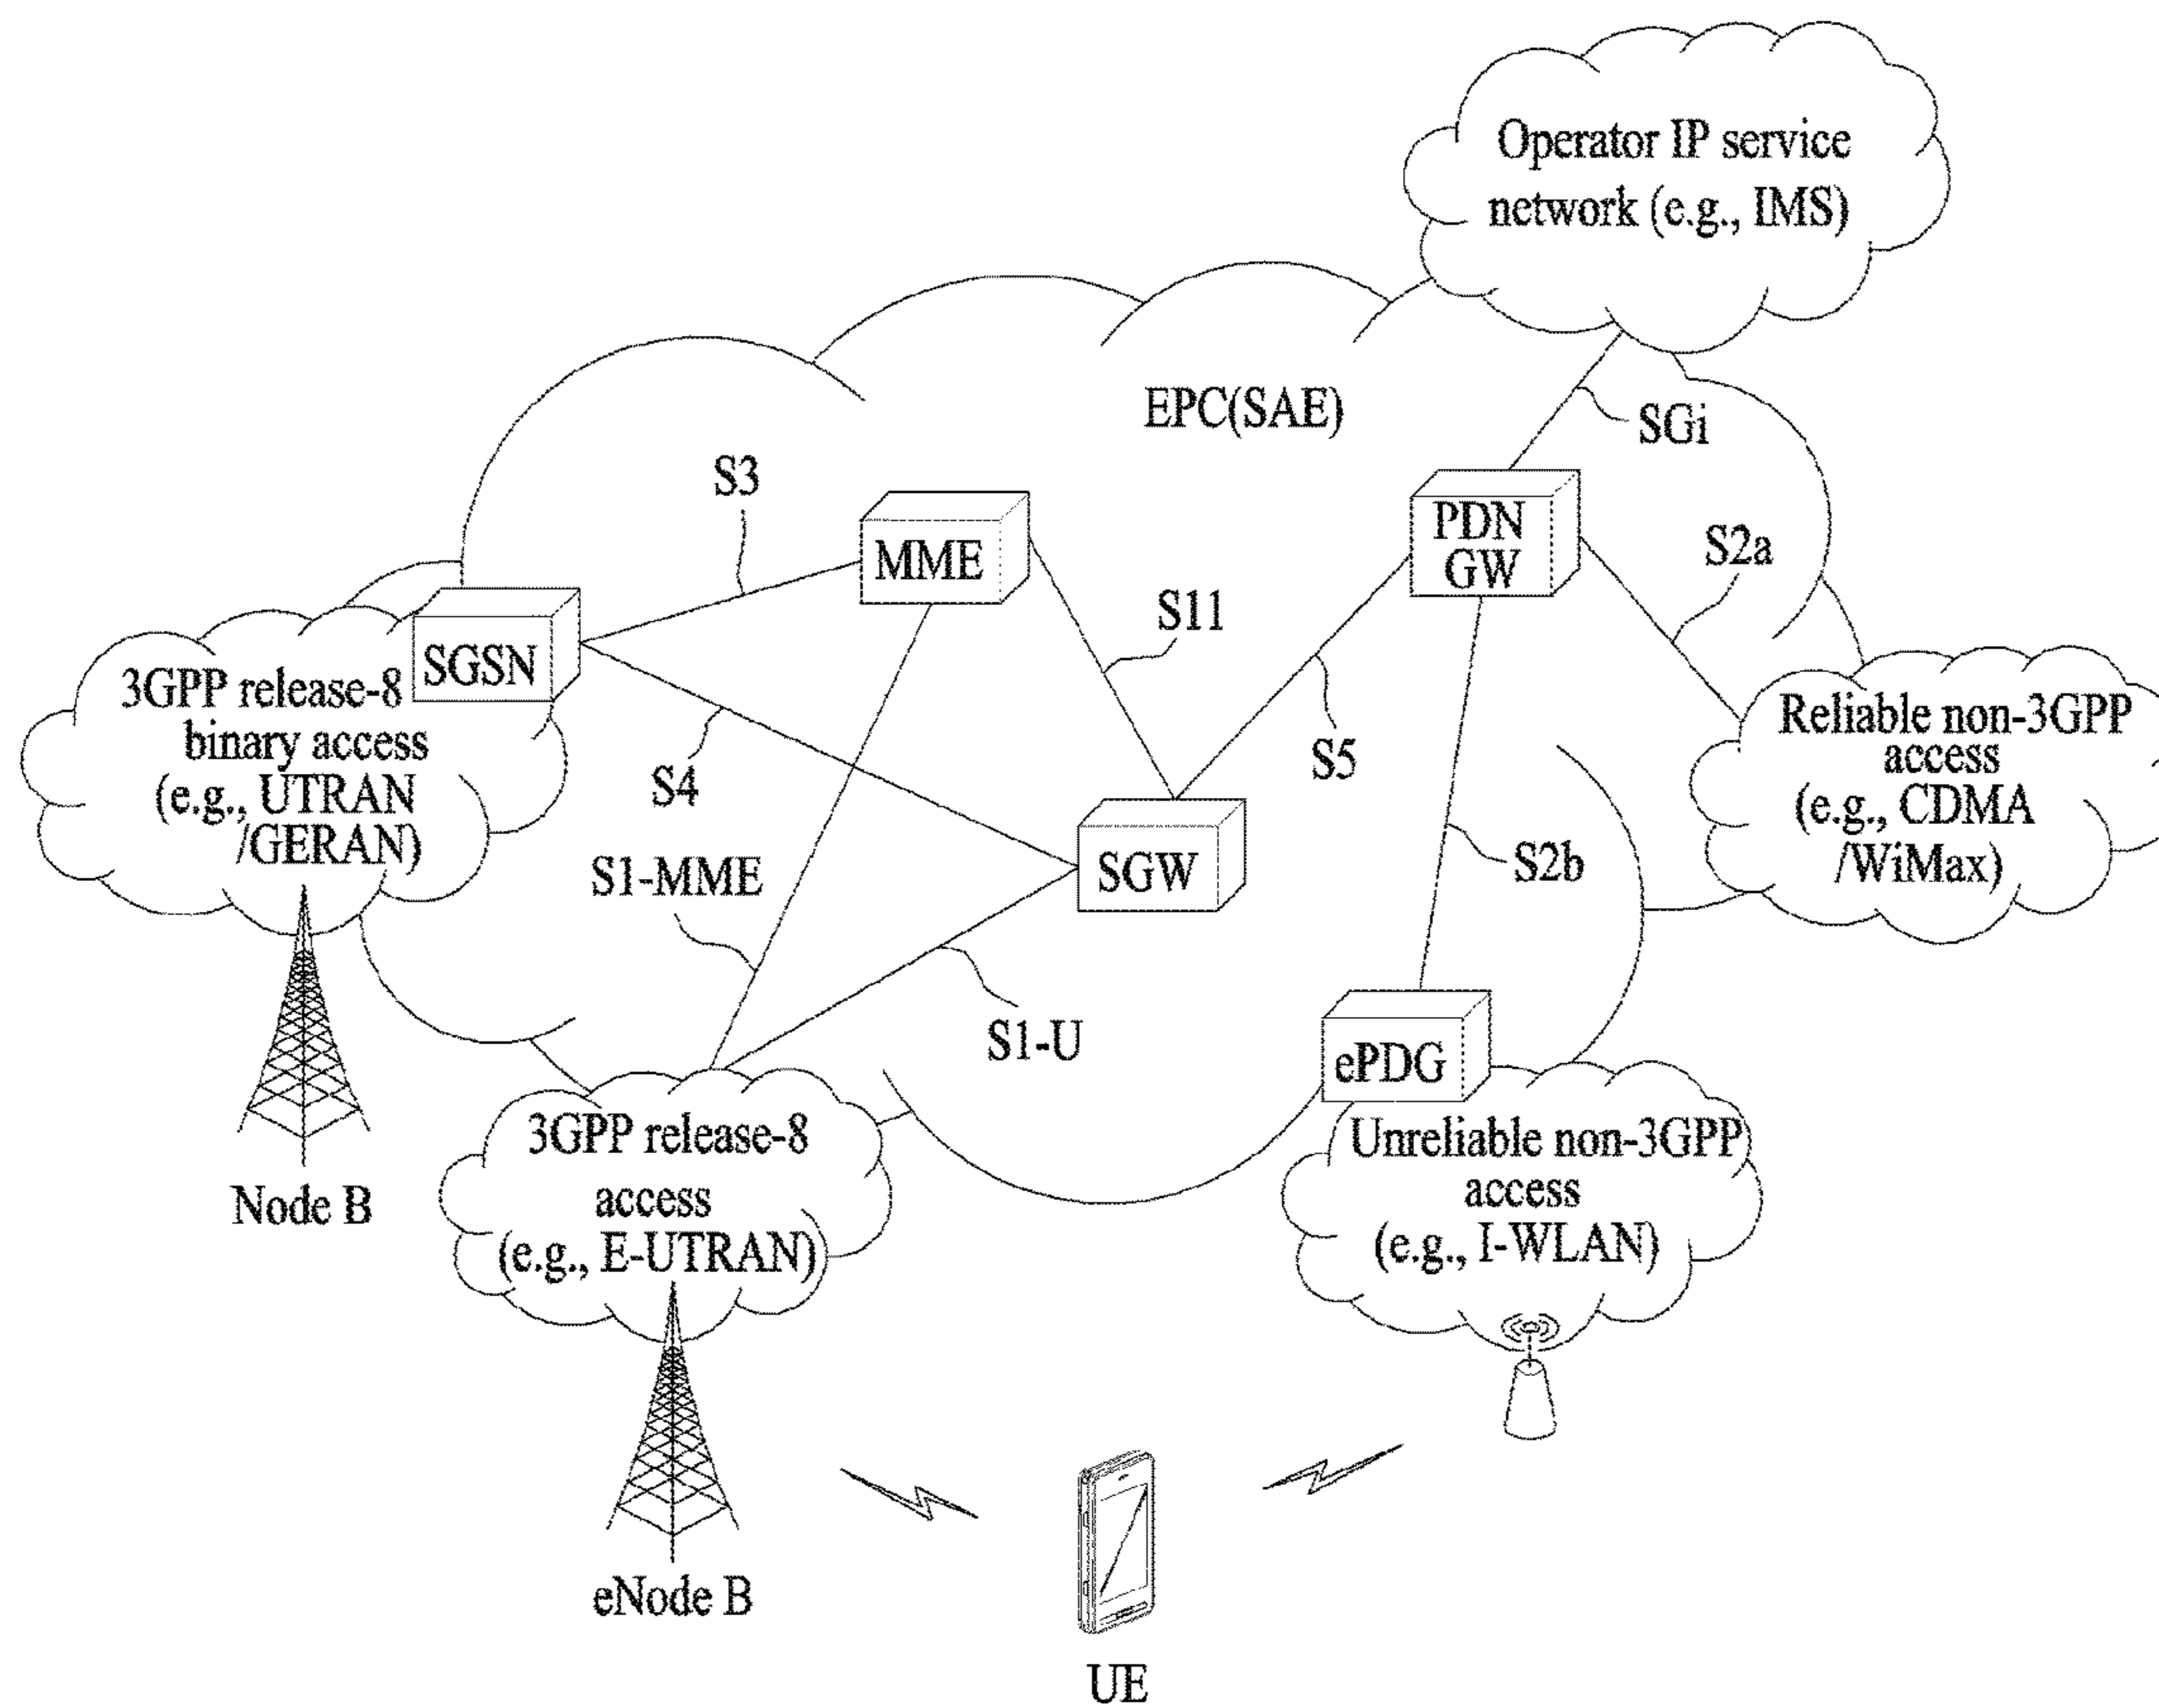 Operator IP service
network (e.g., IMS)
EPC(SAE)
SGi
S3
MME
PDN
GW
S2a
S11
SGSN
3GPP release-8
binary access
(e.g., UTRAN
/GERAN)
S4
S5
Reliable non-3GPP
access
(e.g., CDMA
/WiMax)
S1-MME
SGW
S2b
S1-U
ePDG
Node B
3GPP release-8
access
(e.g., E-UTRAN)
Unreliable non-3GPP
access
(e.g., I-WLAN)
eNode B
UE